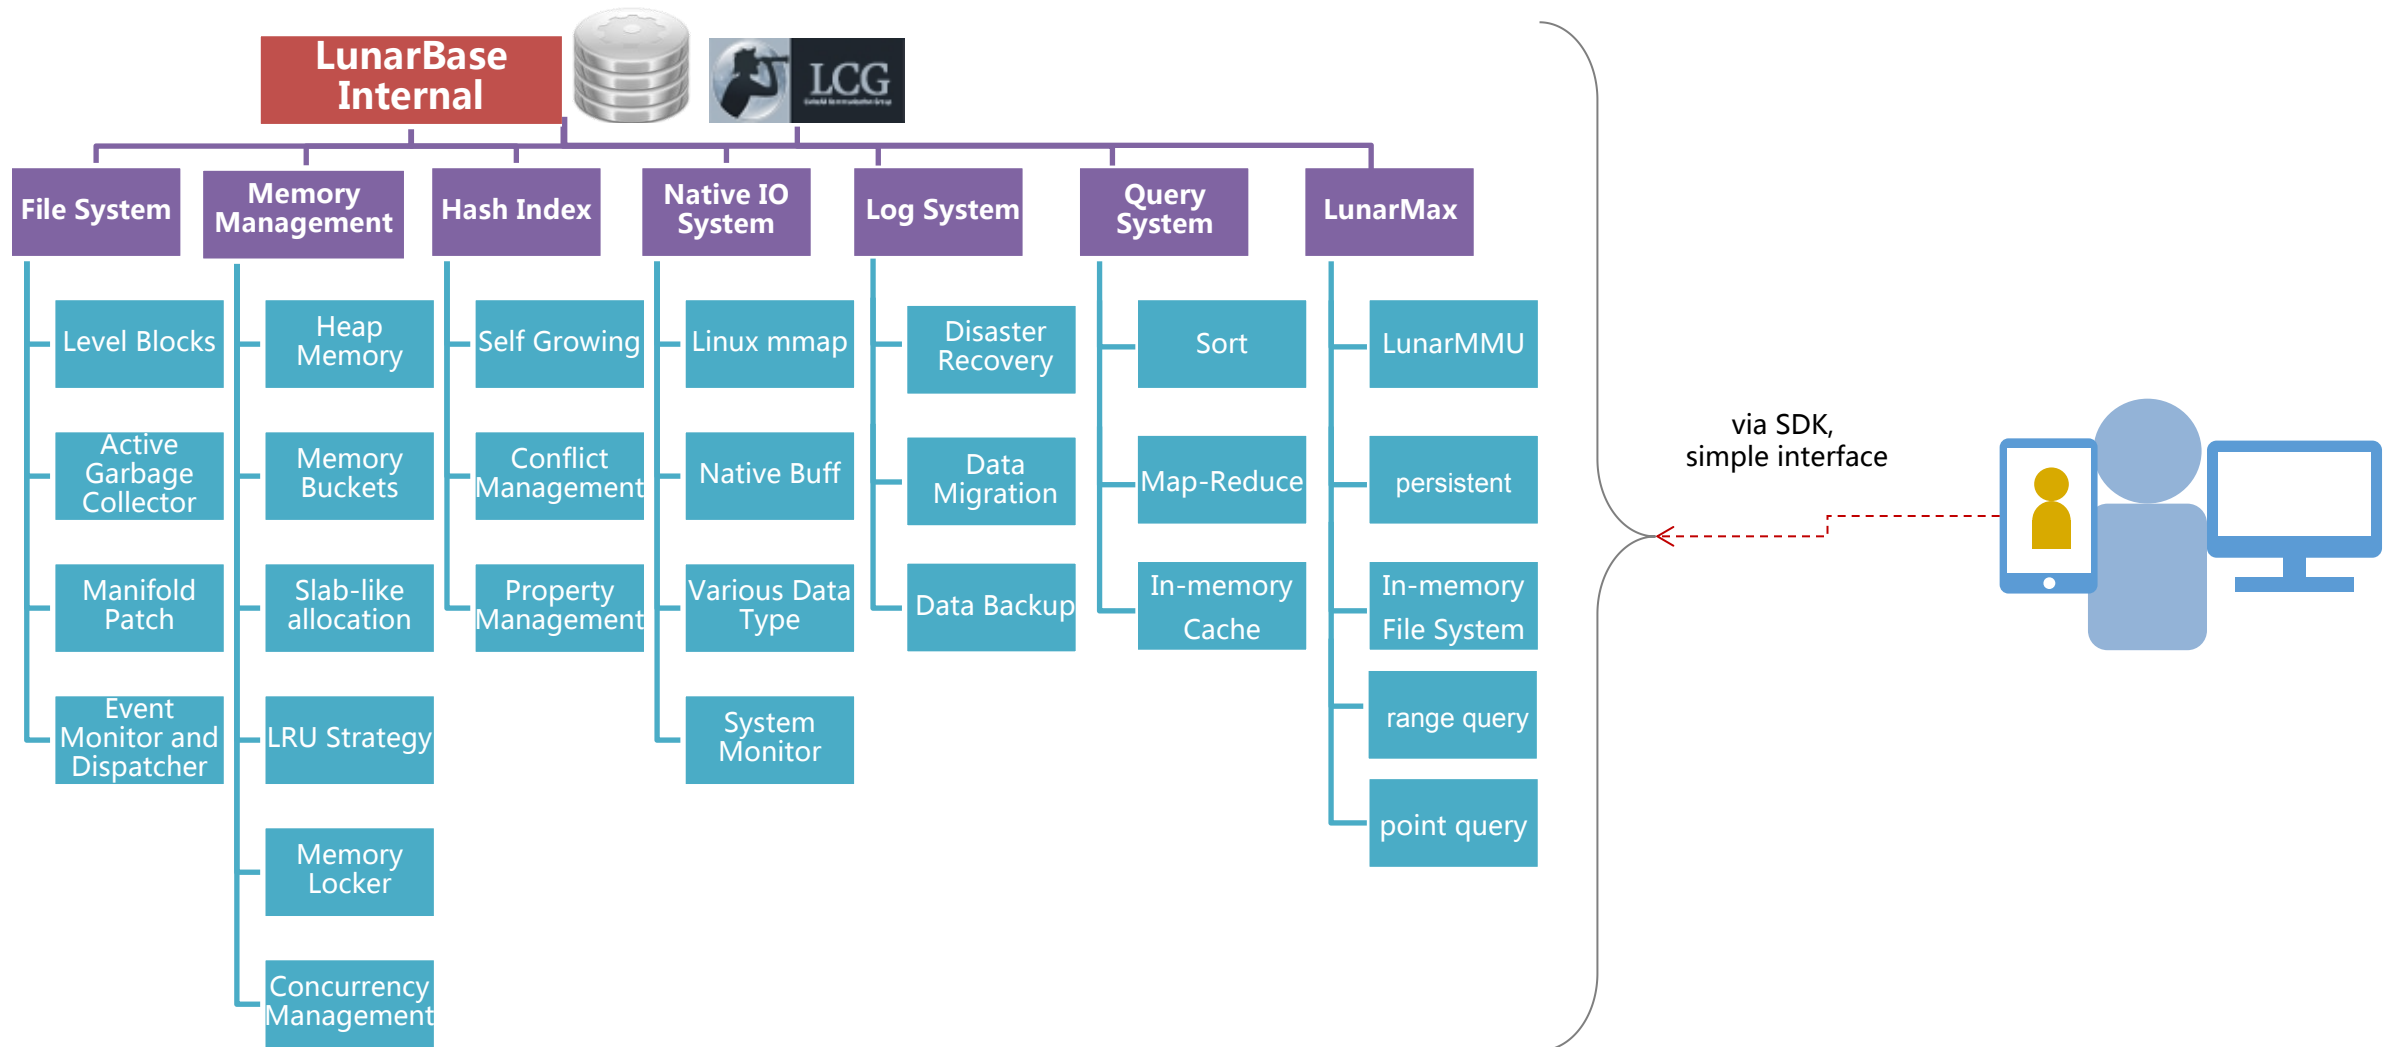 LunarBase
Internal
LCG
File System
Memory
Management
Hash Index
Native IO
System
Log System
Query
System
LunarMax
Level Blocks
Active
Garbage
Collector
Manifold
Patch
Event
Monitor and
Dispatcher
Heap
Memory
Memory
Buckets
Slab-like
allocation
LRU Strategy
Memory
Locker
Concurrency
Management
Self Growing
Conflict
Management
Property
Management
Linux mmap
Native Buff
Various Data
Type
System
Monitor
Disaster
Recovery
Data
Migration
Data Backup
Sort
Map-Reduce
In-memory
Cache
LunarMMU
persistent
In-memory
File System
range query
point query
via SDK,
simple interface